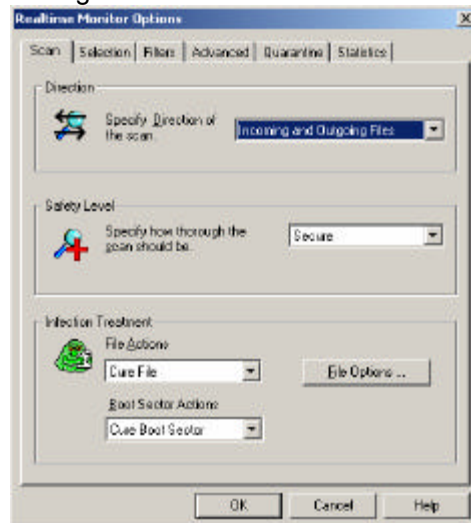 Realtime Monitor Options
Scan Selection Filters Advanced Quarantine Statistics
Direction
Specify Direction of
the scan.
Incoming and Outgoing Files
Safety Level
Specify how thorough the
scan should be.
Secure
Infection Treatment
File Actions
Cure File
File Options ...
Boot Sector Actions
Cure Boot Sector
OK Cancel Help